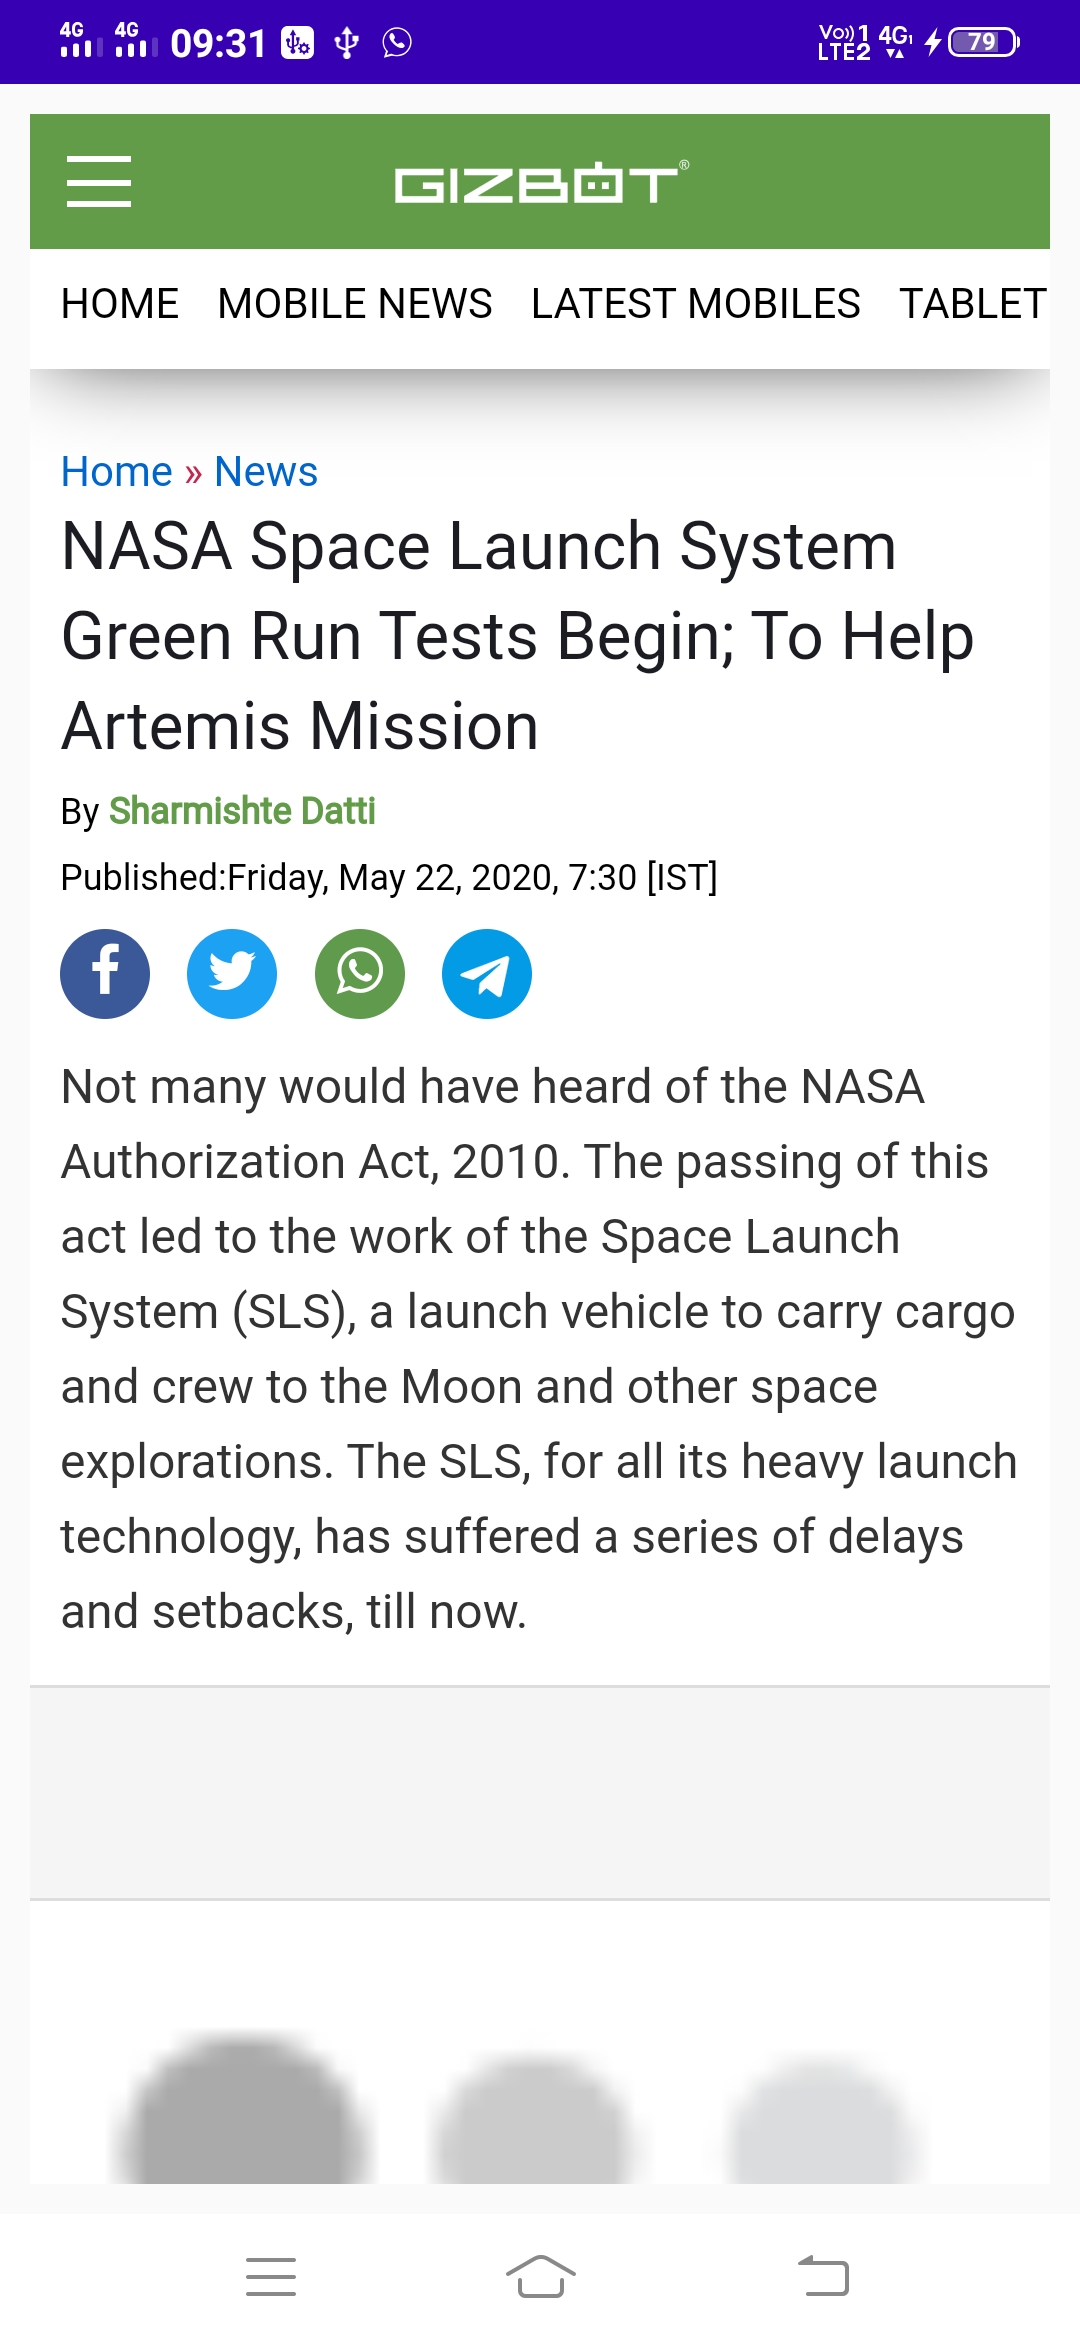 4G 4G 09:31 Vo)) 1 LTE2 4G 79
GIZBOT®
HOME MOBILE NEWS LATEST MOBILES TABLET
Home » News
NASA Space Launch System
Green Run Tests Begin; To Help
Artemis Mission
By Sharmishte Datti
Published:Friday, May 22, 2020, 7:30 [IST]
Not many would have heard of the NASA
Authorization Act, 2010. The passing of this
act led to the work of the Space Launch
System (SLS), a launch vehicle to carry cargo
and crew to the Moon and other space
explorations. The SLS, for all its heavy launch
technology, has suffered a series of delays
and setbacks, till now.